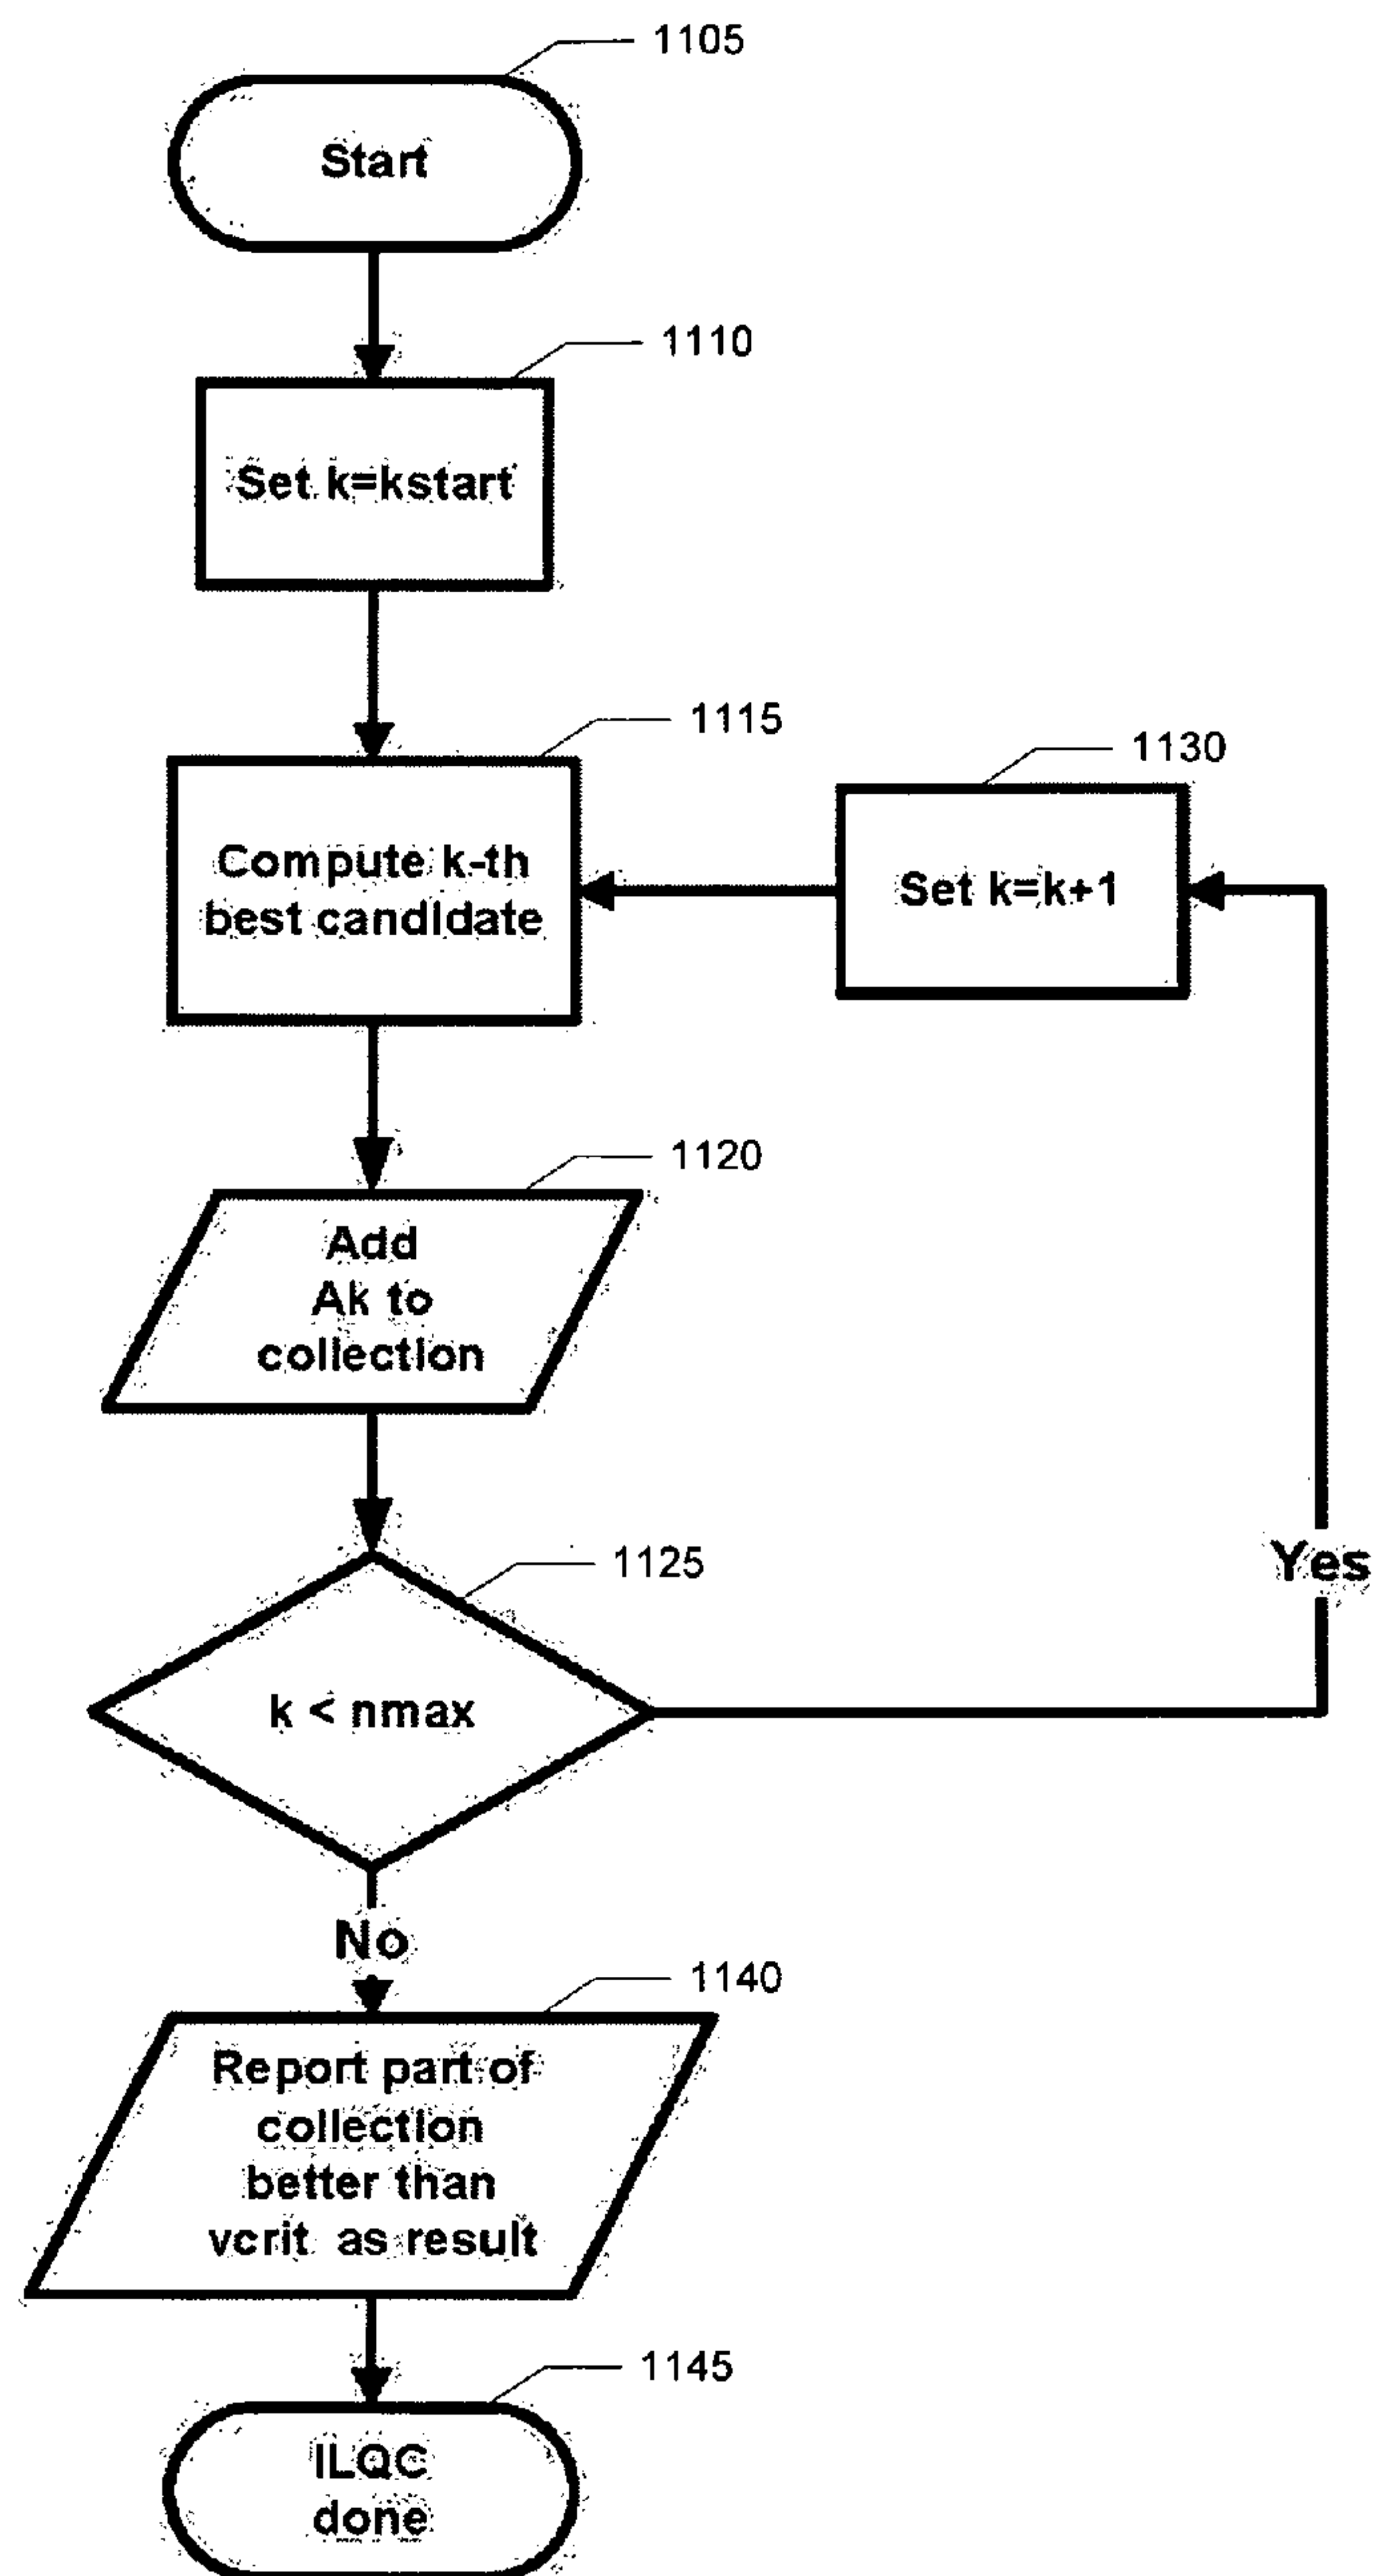 1105
Start
1110
Set k=kstart
1115
Compute k-th
best candidate
1130
Set k=k+1
1120
Add
Ak to
collection
1125
k < nmax
Yes
No
1140
Report part of
collection
better than
vcrit as result
1145
ILQC
done